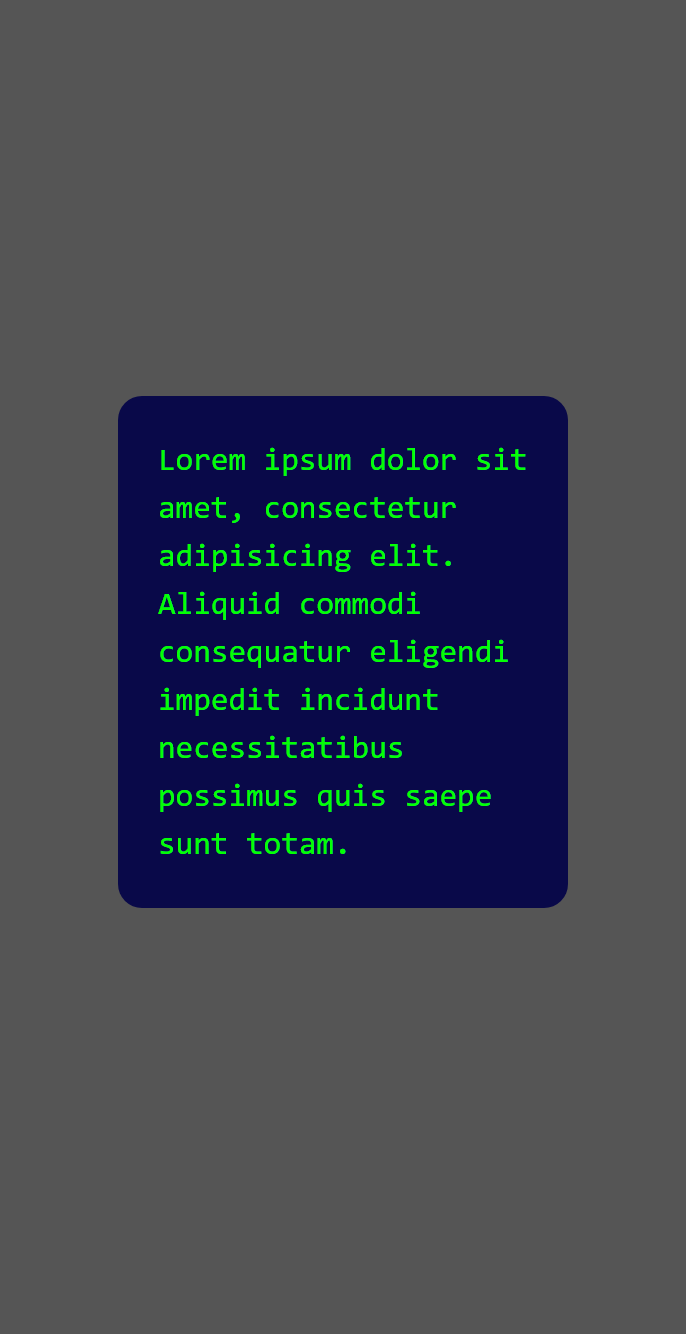 Lorem ipsum dolor sit
amet, consectetur
adipisicing elit.
Aliquid commodi
consequatur eligendi
impedit incidunt
necessitatibus
possimus quis saepe
sunt totam.